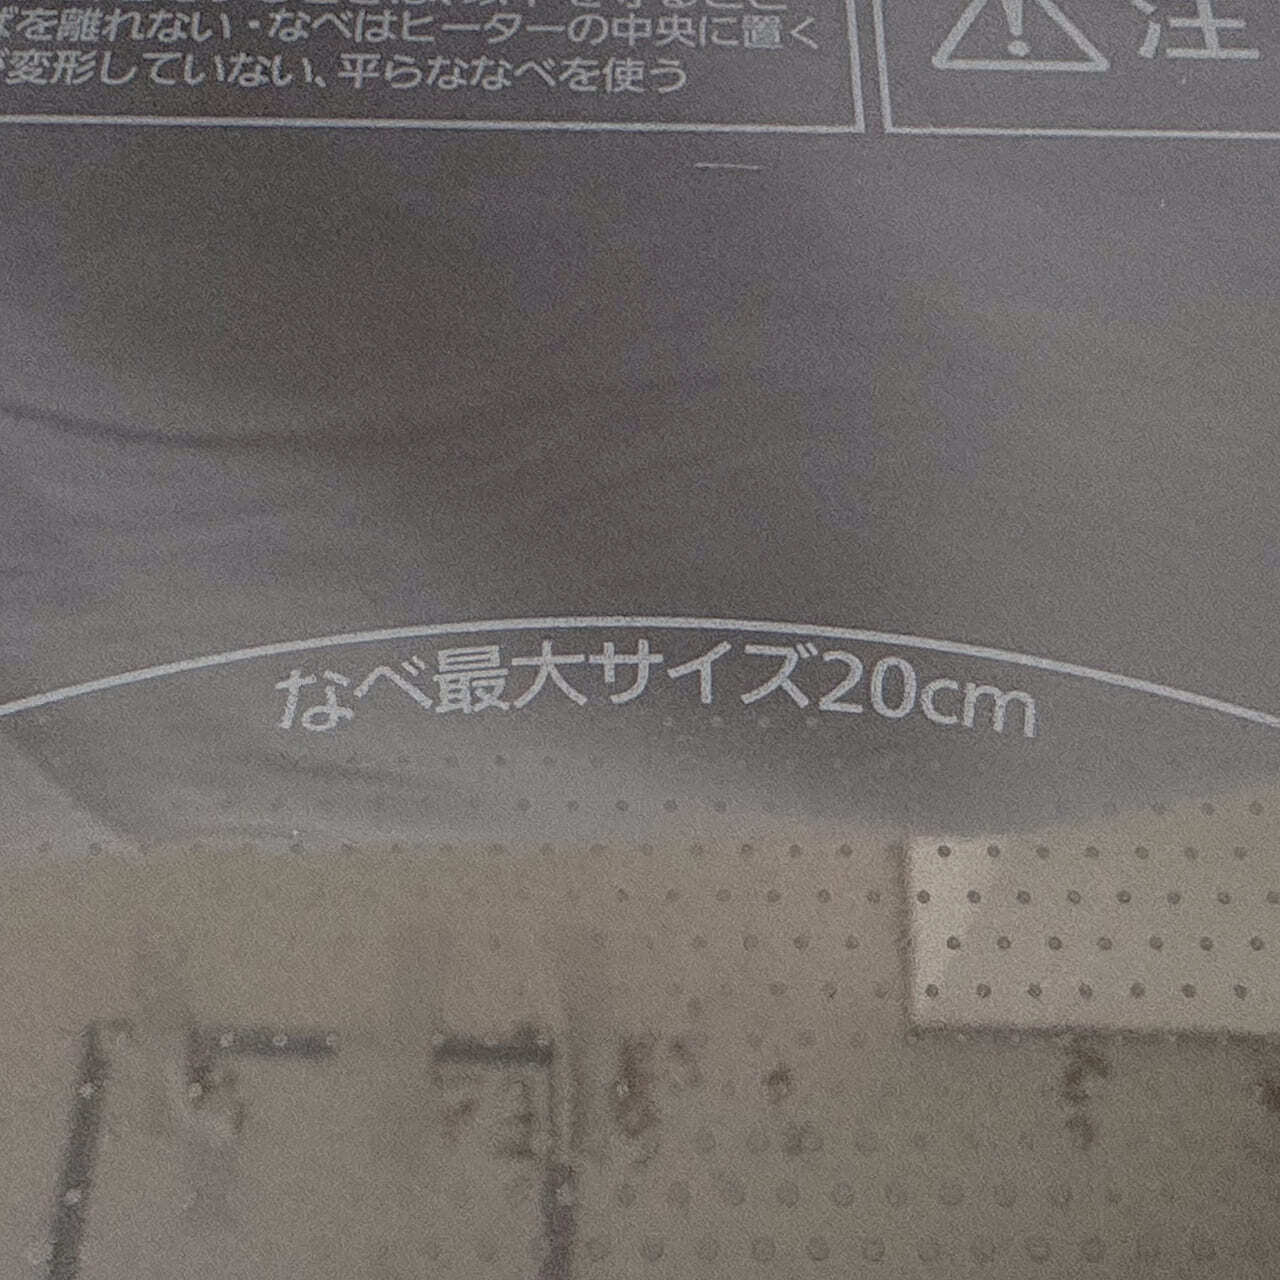 を離れない・なべはヒーターの中央に置く
変形していない、平らななべを使う
注
なべ最大サイズ20cm